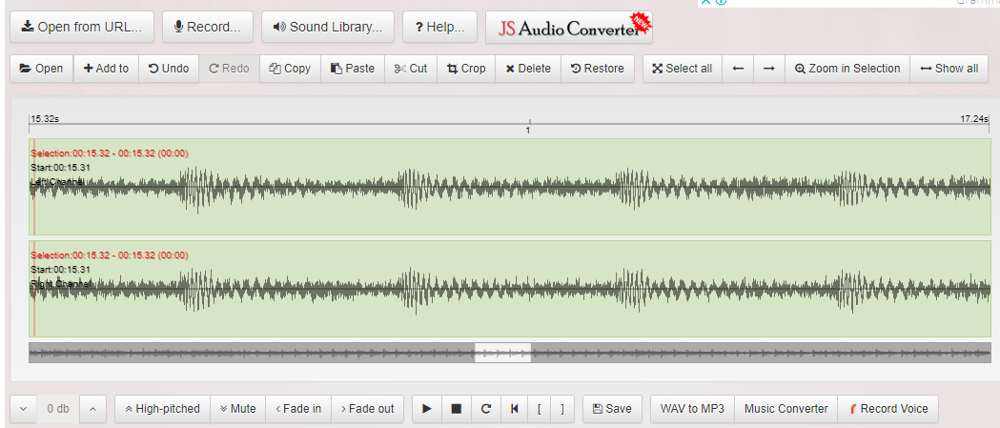 Open from URL... Record... Sound Library... ? Help... JS Audio Converter NEW!
Open Add to Undo Redo Copy Paste Cut Crop Delete Restore Select all ← → Zoom in Selection Show all
15.32s 17.24s
1
Selection:00:15.32 - 00:15.32 (00:00)
Start:00:15.31
Left Channel
Selection:00:15.32 - 00:15.32 (00:00)
Start:00:15.31
Right Channel
0 db High-pitched Mute Fade in Fade out [ ] Save WAV to MP3 Music Converter Record Voice